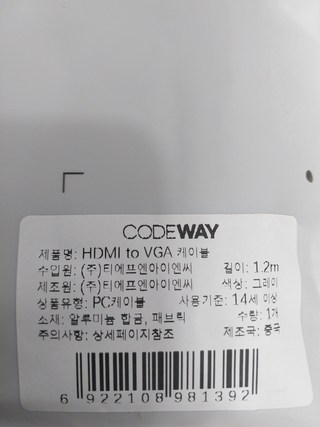 CODEWAY
제품명: HDMI to VGA 케이블
수입원: (주)티에프엔아이엔씨 길이: 1.2m
제조원: (주)티에프엔아이엔씨 색상: 그레이
상품유형: PC케이블 사용기준: 14세 이상
소재: 알루미늄 합금, 패브릭 수량: 1개
주의사항: 상세페이지참조 제조국: 중국
6 922108 981392